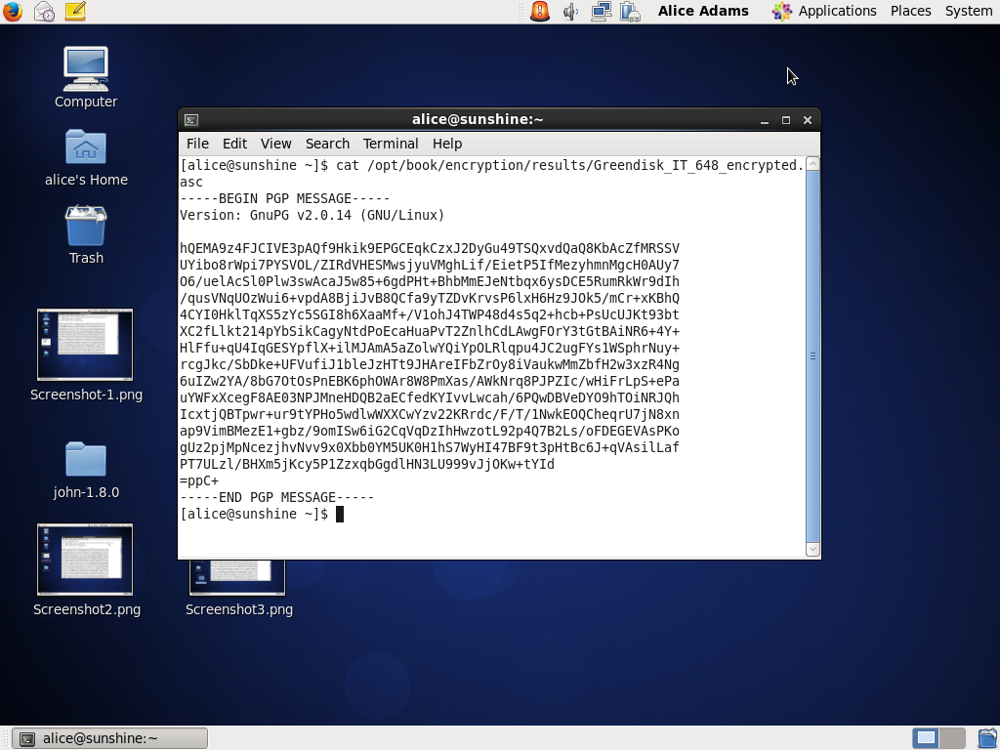 Alice Adams Applications Places System
Computer
alice's Home
Trash
Screenshot-1.png
john-1.8.0
Screenshot2.png
Screenshot3.png
alice@sunshine:~
File Edit View Search Terminal Help
[alice@sunshine ~]$ cat /opt/book/encryption/results/Greendisk_IT_648_encrypted.
asc
-----BEGIN PGP MESSAGE-----
Version: GnuPG v2.0.14 (GNU/Linux)
hQEMA9z4FJCIVE3pAQf9Hkik9EPGCEqkCzxJ2DyGu49TSQxvdQaQ8KbAcZfMRSSV
UYibo8rWpi7PYSVOL/ZIRdVHESMwsjyuVMghLif/EietP5IfMezyhmnMgcH0AUy7
O6/uelAcSl0Plw3swAcaJ5w85+6gdPHt+BhbMmEJeNtbqx6ysDCE5RumRkWr9dIh
/qusVNqUOzWui6+vpdA8BjiJvB8QCfa9yTZDvKrvsP6lxH6Hz9JOk5/mCr+xKBhQ
4CYI0HklTqXS5zYc5SGI8h6XaaMf+/V1ohJ4TWP48d4s5q2+hcb+PsUcUJKt93bt
XC2fLlkt214pYbSikCagyNtdPoEcaHuaPvT2ZnlhCdLAwgFOrY3tGtBAiNR6+4Y+
HlFfu+qU4IqGESYpflX+ilMJAmA5aZolwYQiYpOLRlqpu4JC2ugFYs1WSphrNuy+
rcgJkc/SbDke+UFVufiJ1bleJzHTt9JHAreIFbZrOy8iVaukwMmZbfH2w3xzR4Ng
6uIZw2YA/8bG7OtOsPnEBK6phOWAr8W8PmXas/AWkNrq8PJPZIc/wHiFrLpS+ePa
uYWFxXcegF8AE03NPJMneHDQB2aECfedKYIvvLwcah/6PQwDBVeDYO9hTOiNRJQh
IcxtjQBTpwr+ur9tYPHo5wdlwWXXCwYzv22KRrdc/F/T/1NwkEOQCheqrU7jN8xn
ap9VimBMezE1+gbz/9omISw6iG2CqVqDzIhHwzotL92p4Q7B2Ls/oFDEGEVAsPKo
gUz2pjMpNcezjhvNvv9x0Xbb0YM5UK0H1hS7WyHI47BF9t3pHtBc6J+qVAsilLaf
PT7ULzl/BHXm5jKcy5P1ZzxqbGgdlHN3LU999vJjOKw+tYId
=ppC+
-----END PGP MESSAGE-----
[alice@sunshine ~]$
alice@sunshine:~